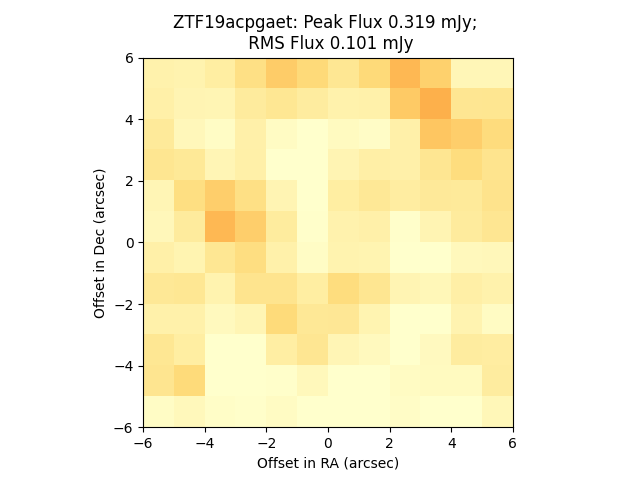 ZTF19acpgaet: Peak Flux 0.319 mJy;
RMS Flux 0.101 mJy
6
4
2
0
−2
−4
−6
Offset in Dec (arcsec)
−6 −4 −2 0 2 4 6
Offset in RA (arcsec)